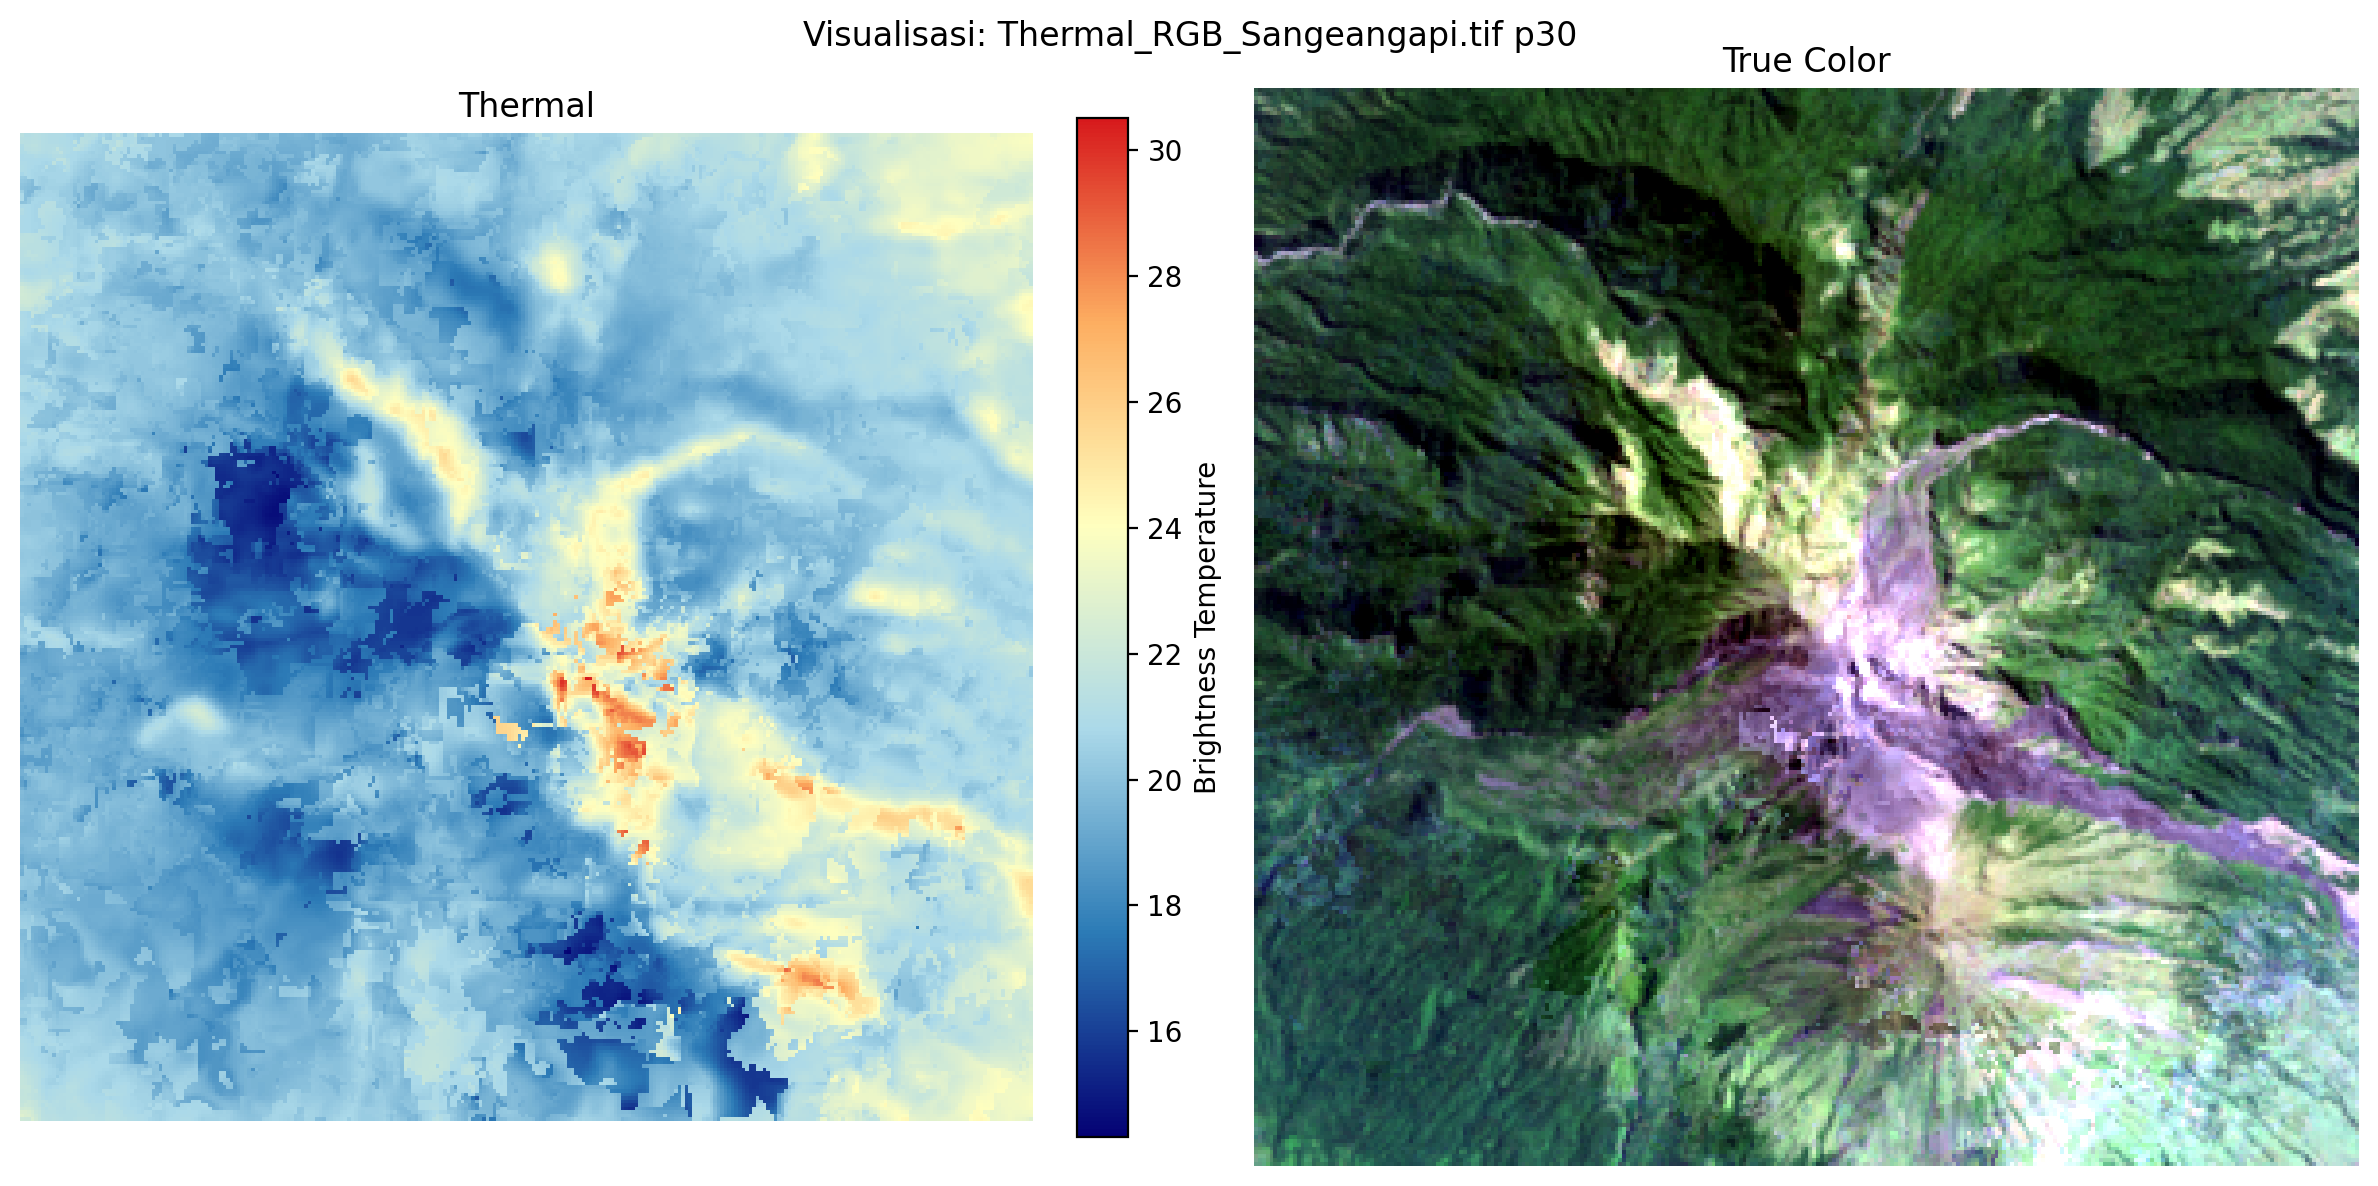 Visualisasi: Thermal_RGB_Sangeangapi.tif p30
Thermal
True Color
30
28
26
24
22
20
18
16
Brightness Temperature